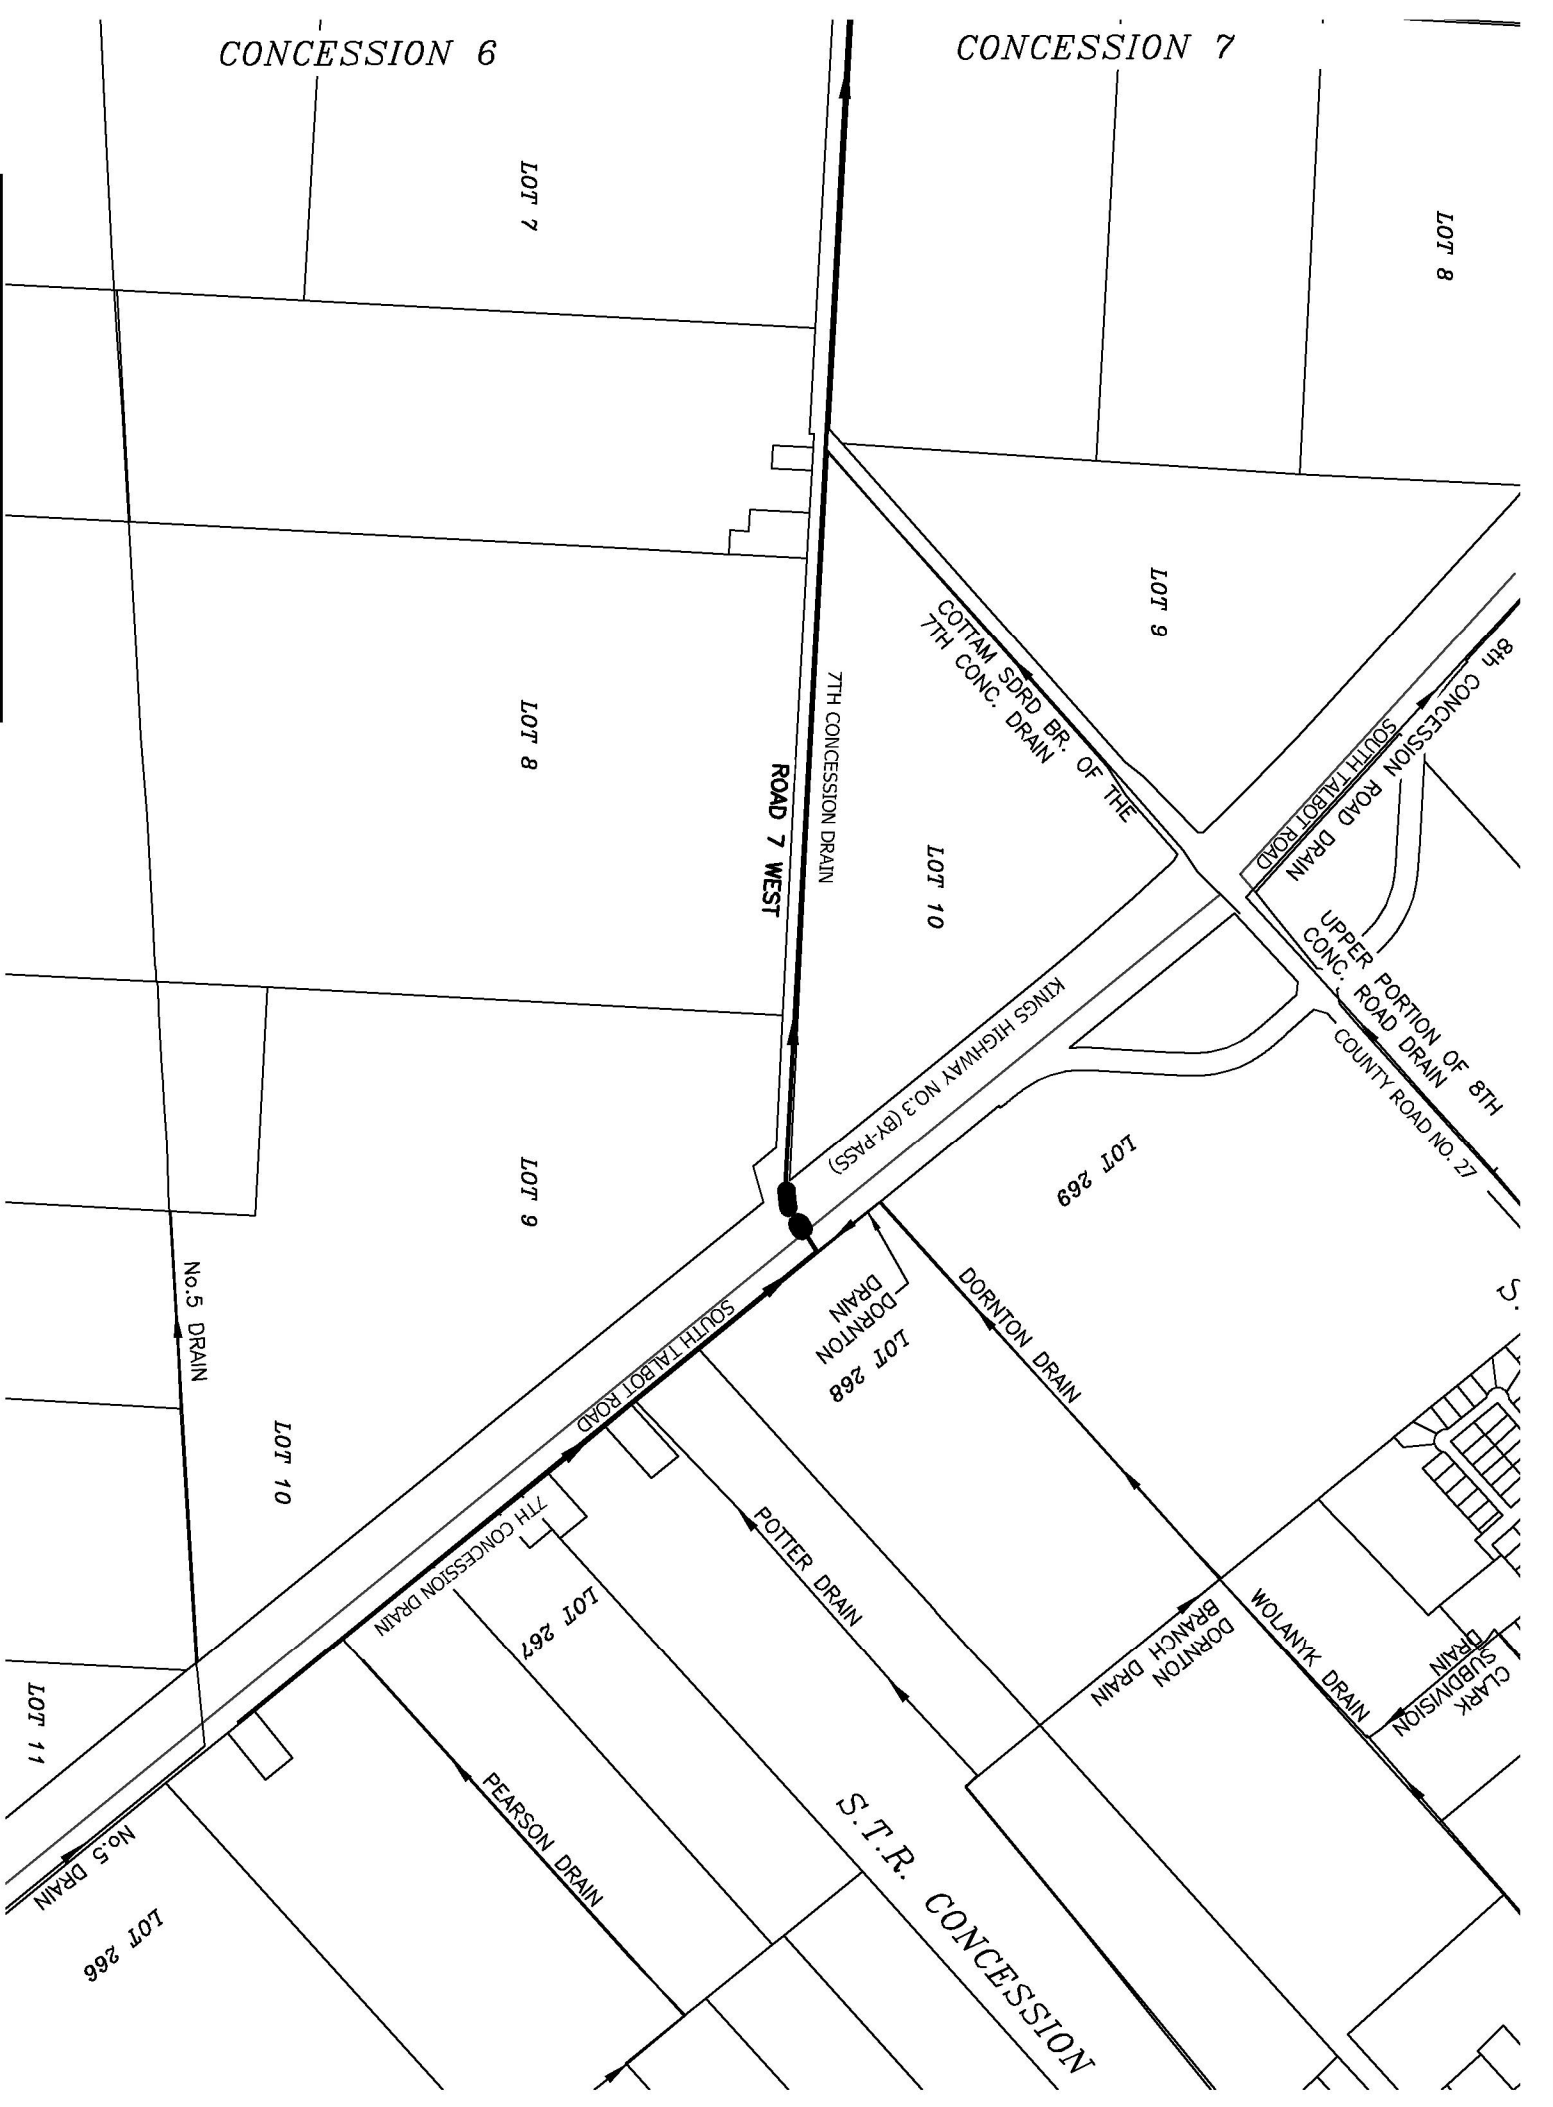 CONCESSION 6
CONCESSION 7
LOT 7
LOT 8
LOT 9
COTTAM SDRD BR. OF THE
7TH CONC. DRAIN
8th CONCESSION ROAD DRAIN
SOUTH TALBOT ROAD
LOT 8
7TH CONCESSION DRAIN
ROAD 7 WEST
LOT 10
UPPER PORTION OF 8TH
CONC. ROAD DRAIN
COUNTY ROAD NO. 27
KINGS HIGHWAY NO.3 (BY-PASS)
LOT 269
LOT 9
No.5 DRAIN
DORNTON
DRAIN
LOT 268
DORNTON DRAIN
S.
SOUTH TALBOT ROAD
LOT 10
7TH CONCESSION DRAIN
POTTER DRAIN
LOT 267
DORNTON
BRANCH DRAIN
WOLANYK DRAIN
CLARK
SUBDIVISION
DRAIN
LOT 11
PEARSON DRAIN
S.T.R. CONCESSION
No.5 DRAIN
LOT 266